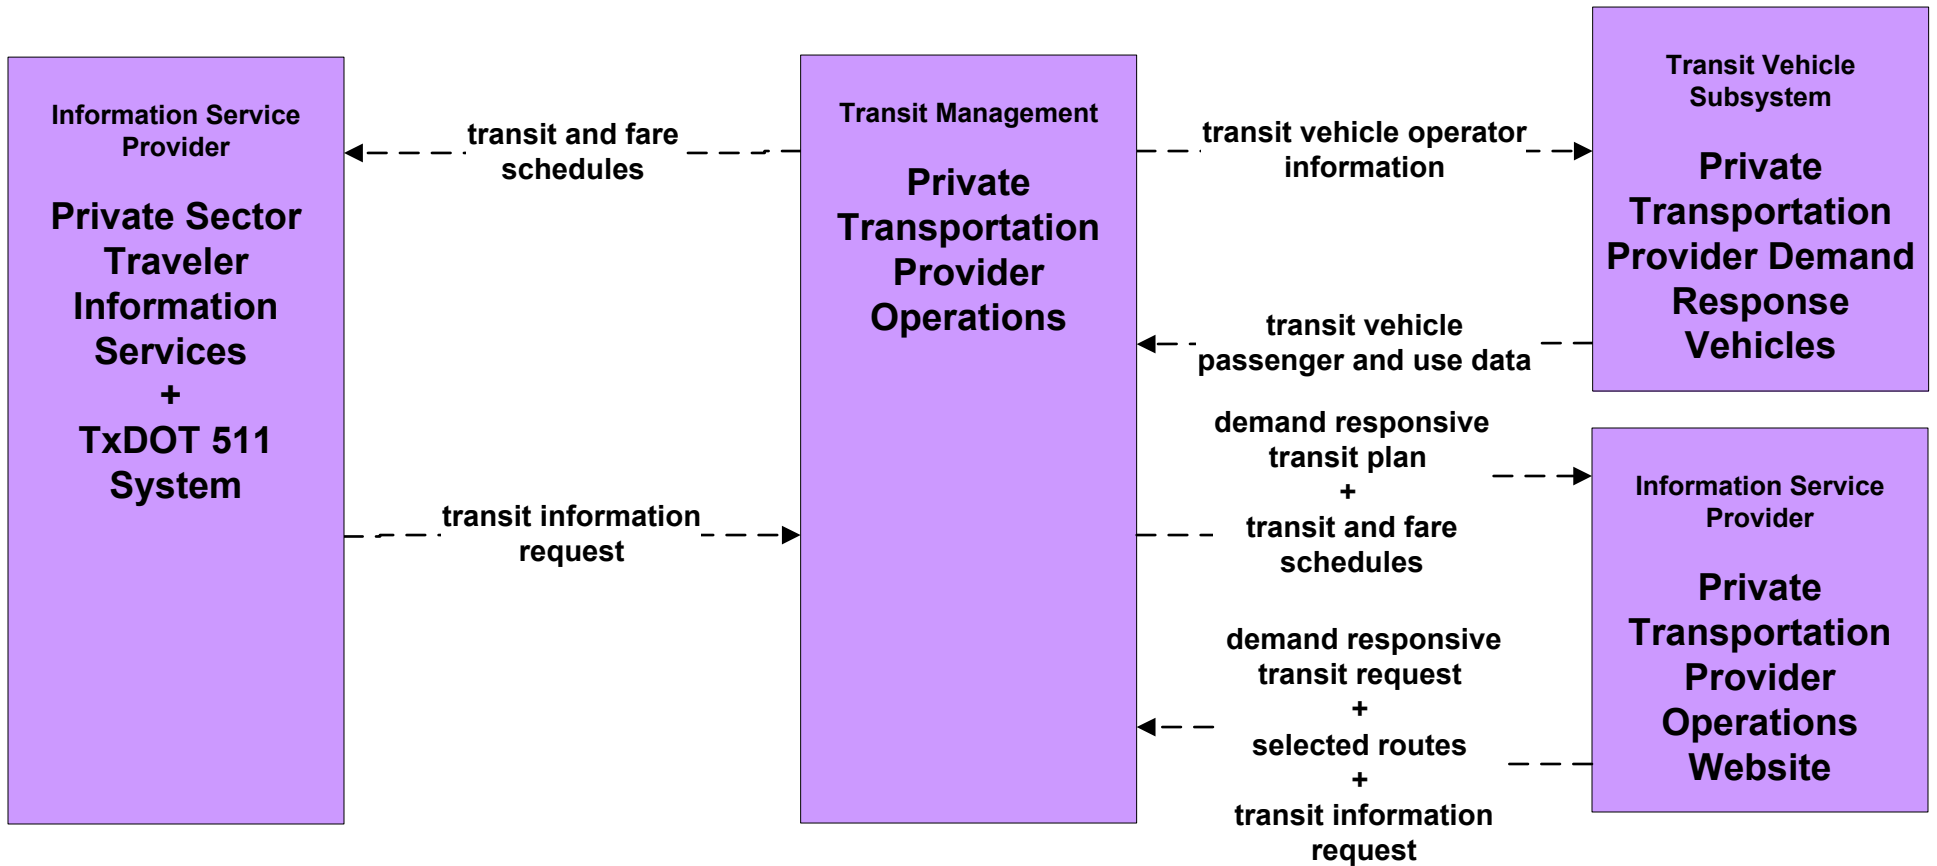 Information Service
Provider
Private Sector
Traveler
Information
Services
+
TxDOT 511
System
transit and fare
schedules
transit information
request
Transit Management
Private
Transportation
Provider
Operations
transit vehicle operator
information
transit vehicle
passenger and use data
demand responsive
transit plan
+
transit and fare
schedules
demand responsive
transit request
+
selected routes
+
transit information
request
Transit Vehicle
Subsystem
Private
Transportation
Provider Demand
Response
Vehicles
Information Service
Provider
Private
Transportation
Provider
Operations
Website